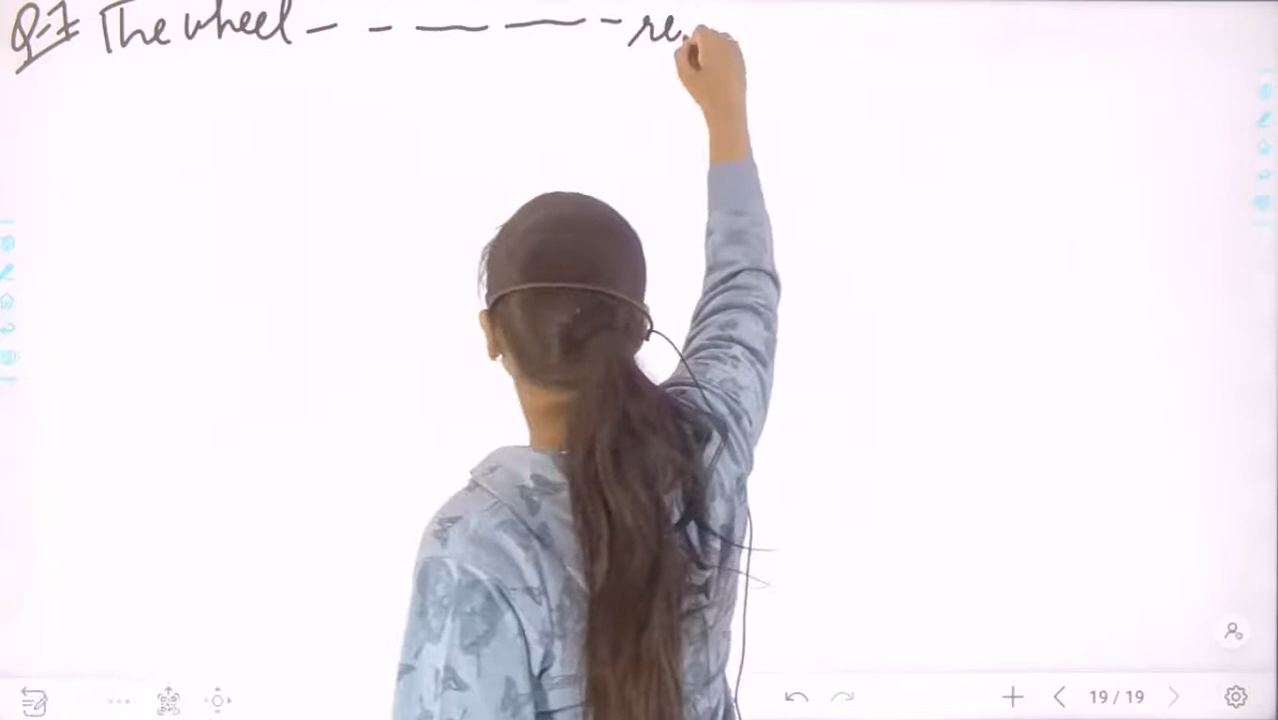 Q-7 The wheel - - — — - re
19/19